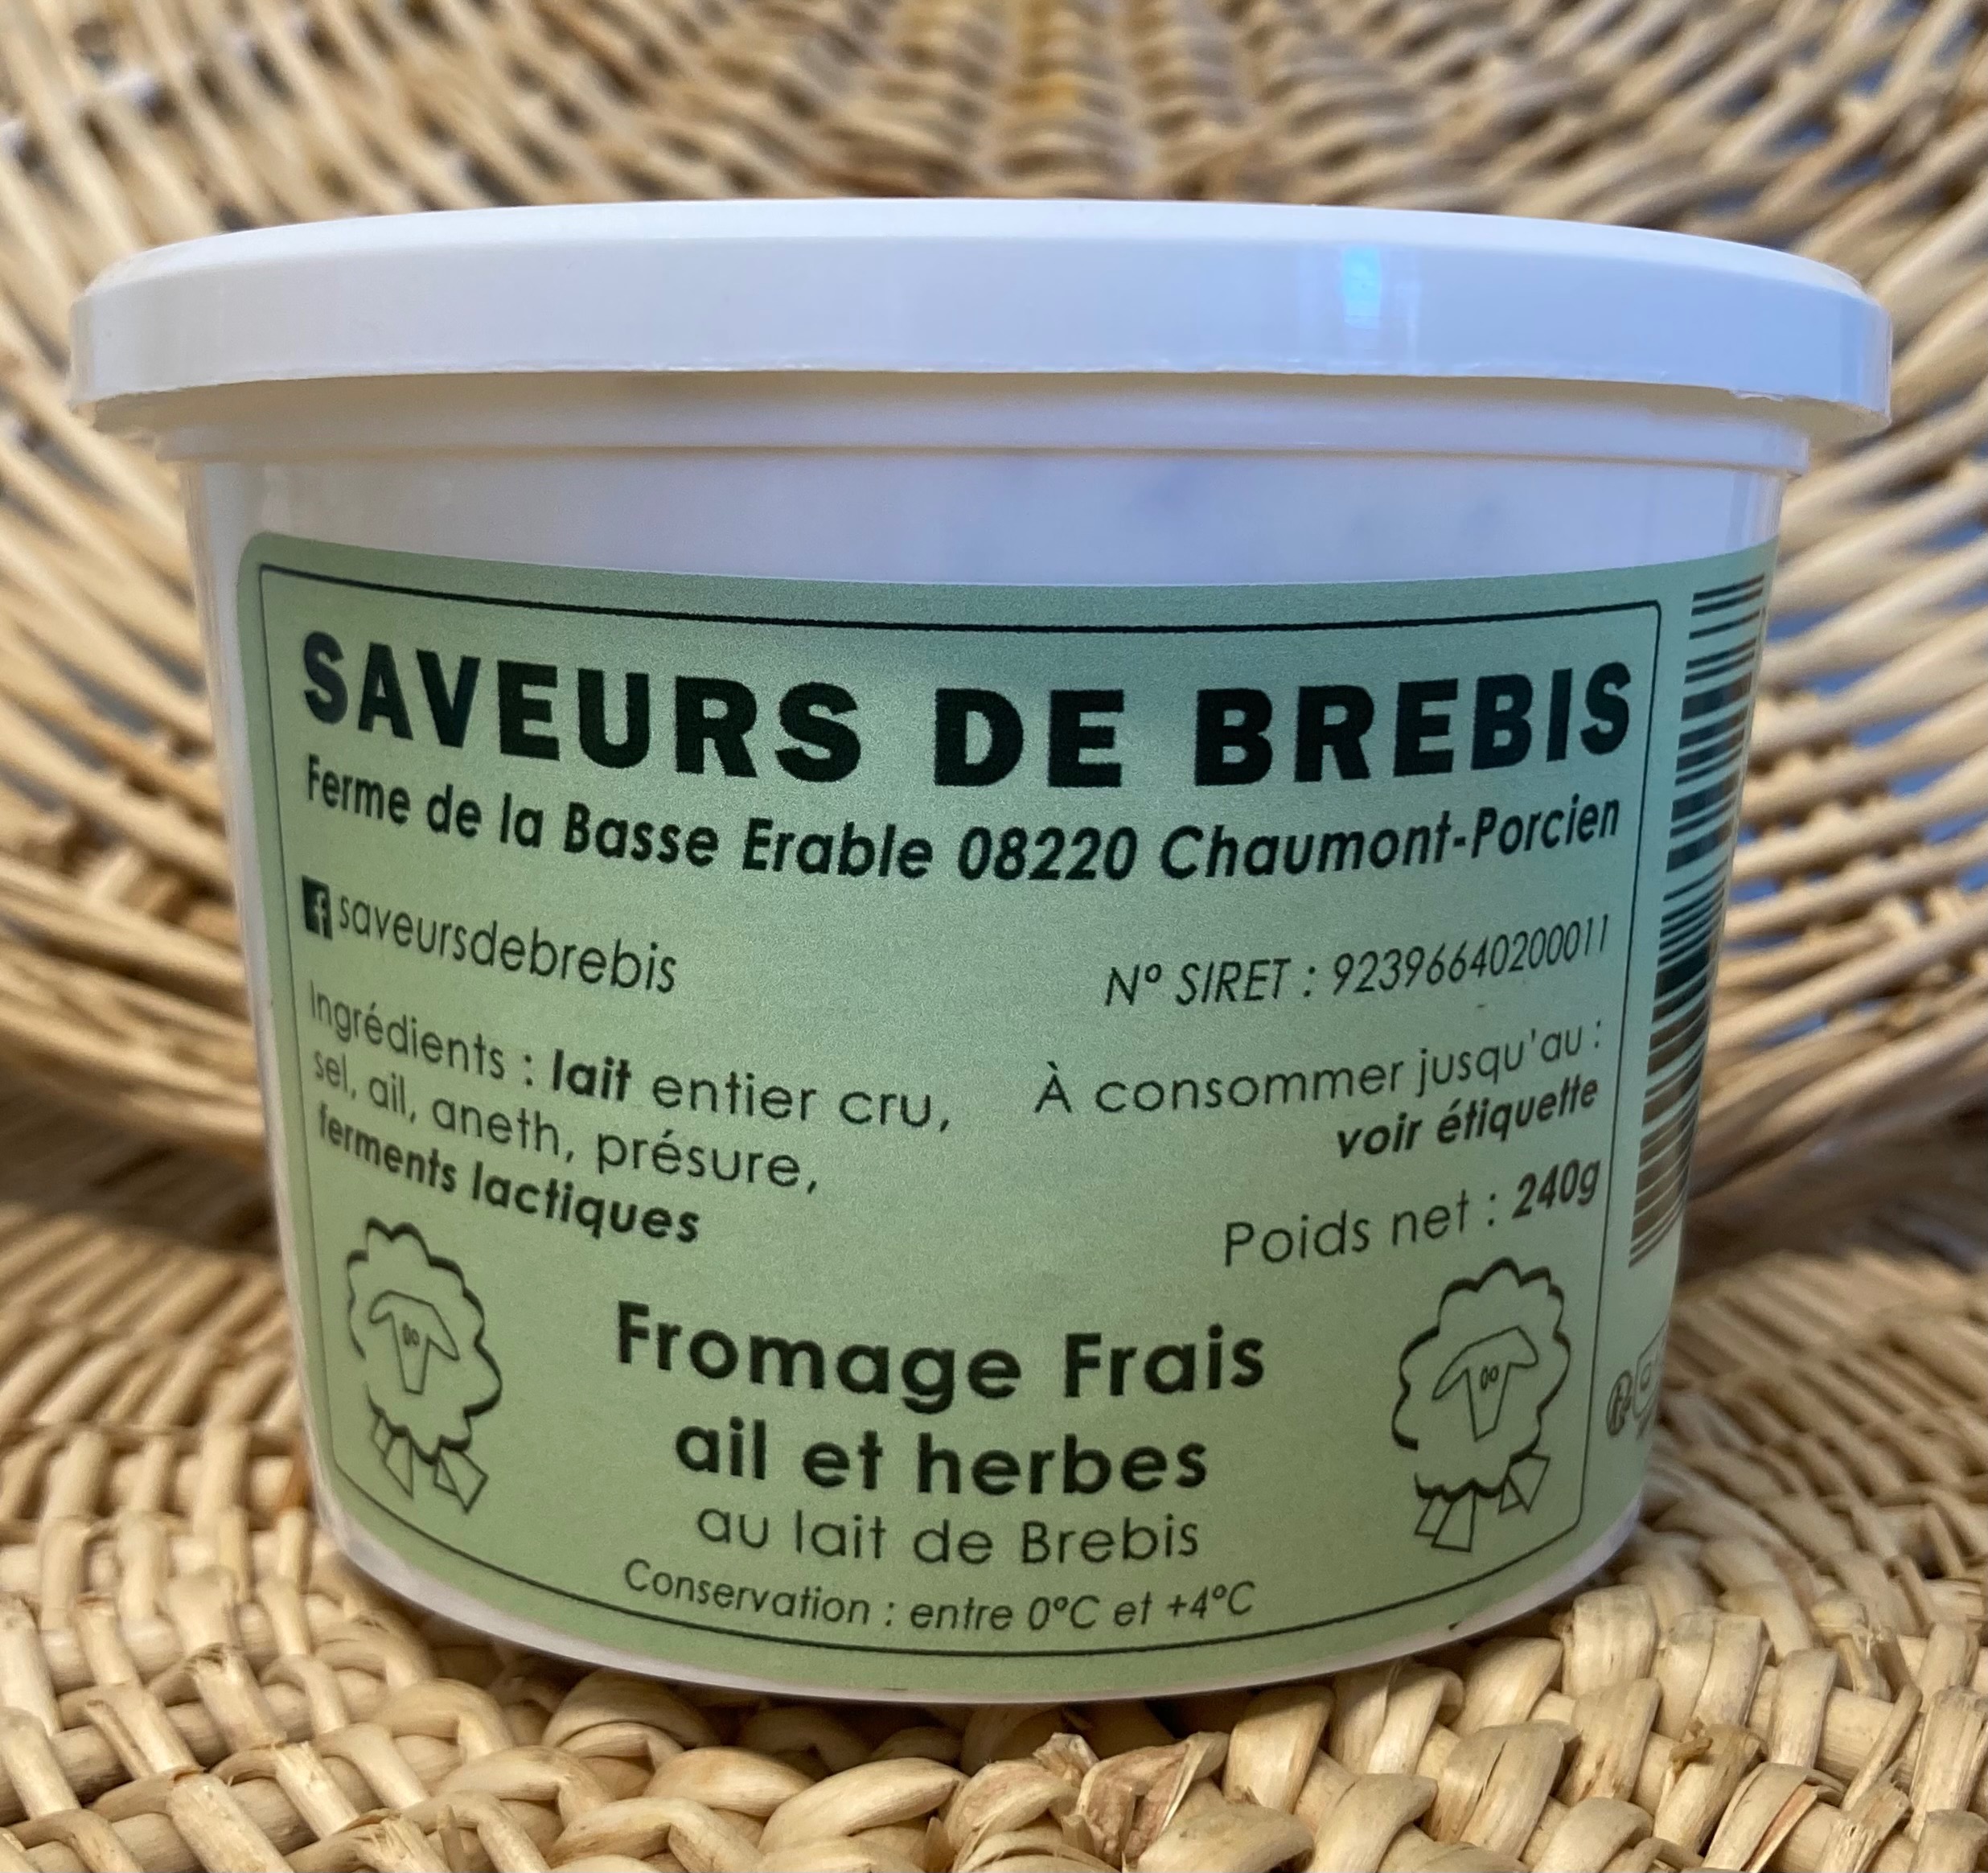 SAVEURS DE BREBIS
Ferme de la Basse Erable 08220 Chaumont-Porcien
saveursdebrebis
N° SIRET : 92396640200011
Ingrédients : lait entier cru,
sel, ail, aneth, présure,
ferments lactiques
À consommer jusqu'au :
voir étiquette
Poids net : 240g
Fromage Frais
ail et herbes
au lait de Brebis
Conservation : entre 0°C et +4°C